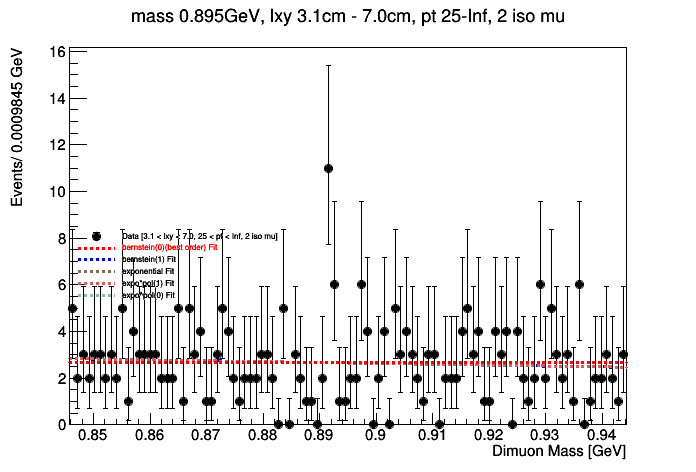 mass 0.895GeV, lxy 3.1cm - 7.0cm, pt 25-Inf, 2 iso mu
Events/ 0.0009845 GeV
16
14
12
10
8
6
4
2
0
Data [3.1 < lxy < 7.0, 25 < pt < Inf, 2 iso mu]
bernstein(0)(best order) Fit
bernstein(1) Fit
exponential Fit
expo*pol(1) Fit
expo*pol(0) Fit
0.85 0.86 0.87 0.88 0.89 0.9 0.91 0.92 0.93 0.94
Dimuon Mass [GeV]